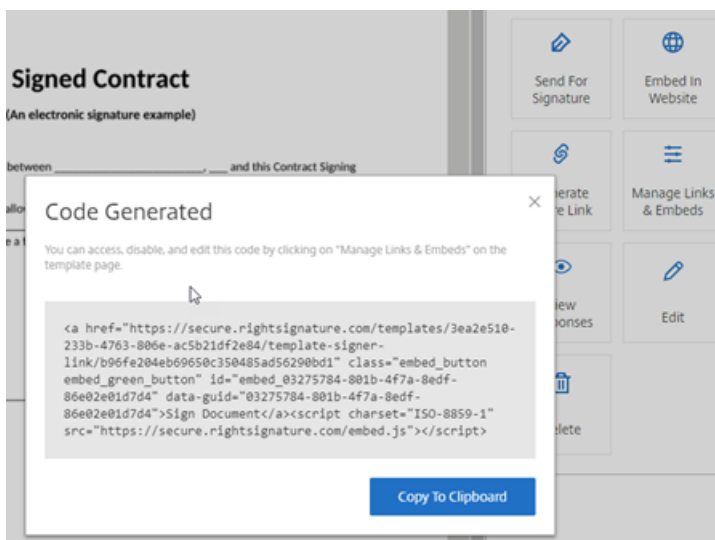 Signed Contract
(An electronic signature example)
between ____________________, ___ and this Contract Signing
Send For
Signature
Embed In
Website
Link
Manage Links
& Embeds
Edit
Code Generated
You can access, disable, and edit this code by clicking on "Manage Links & Embeds" on the
template page.
<a href="https://secure.rightsignature.com/templates/3ea2e510-
233b-4763-806e-ac5b21df2e84/template-signer-
link/b96fe204eb69650c350485ad56290bd1" class="embed_button
embed_green_button" id="embed_03275784-801b-4f7a-8edf-
86e02e01d7d4" data-guid="03275784-801b-4f7a-8edf-
86e02e01d7d4">Sign Document</a><script charset="ISO-8859-1"
src="https://secure.rightsignature.com/embed.js"></script>
Copy To Clipboard